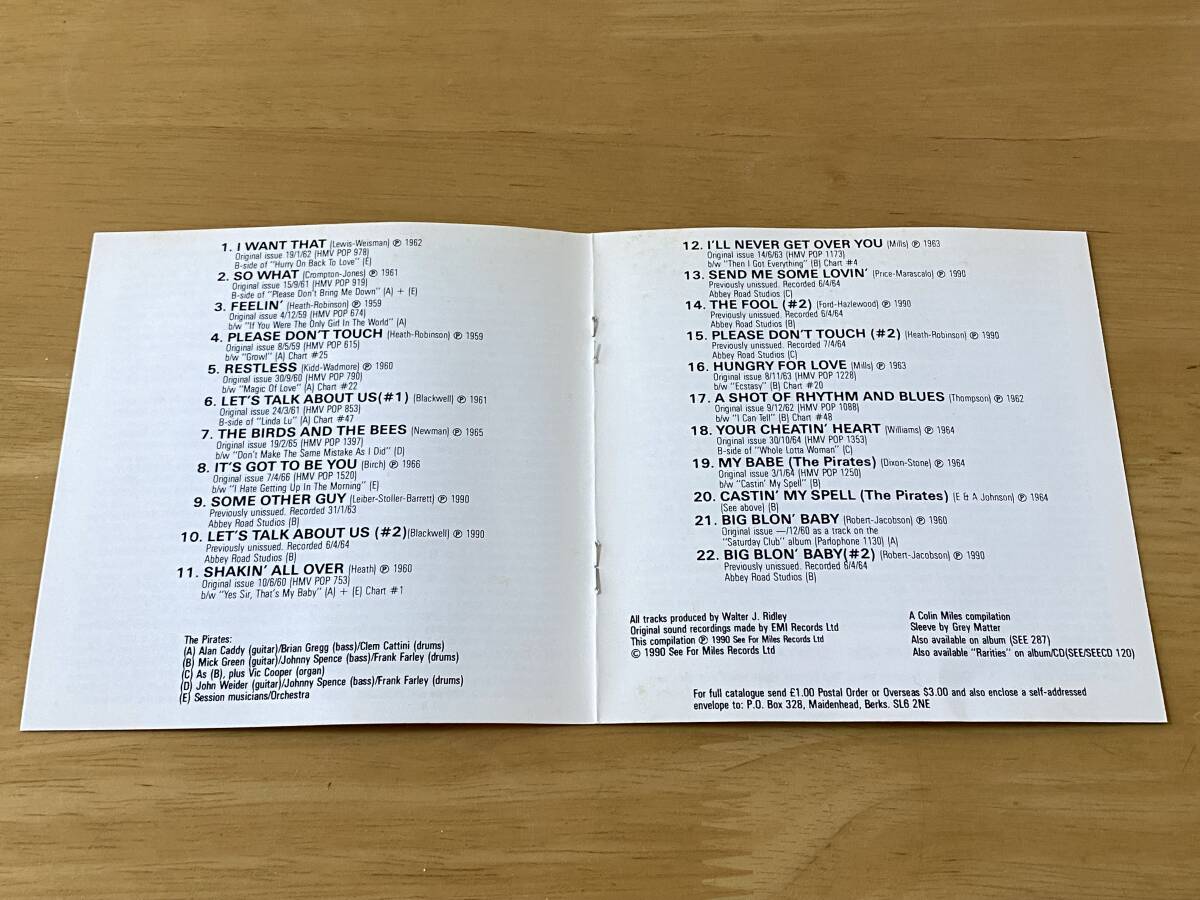 1. I WANT THAT (Lewis-Weisman) ℗ 1962
Original issue 19/1/62 (HMV POP 978)
B-side of "Hurry On Back To Love" (E)
2. SO WHAT (Crompton-Jones) ℗ 1961
Original issue 15/9/61 (HMV POP 919)
B-side of "Please Don't Bring Me Down" (A) + (E)
3. FEELIN' (Heath-Robinson) ℗ 1959
Original issue 4/12/59 (HMV POP 674)
b/w "If You Were The Only Girl In The World" (A)
4. PLEASE DON'T TOUCH (Heath-Robinson) ℗ 1959
Original issue 8/5/59 (HMV POP 615)
b/w "Growl" (A) Chart #25
5. RESTLESS (Kidd-Wadmore) ℗ 1960
Original issue 30/9/60 (HMV POP 790)
b/w "Magic Of Love" (A) Chart #22
6. LET'S TALK ABOUT US(#1) (Blackwell) ℗ 1961
Original issue 24/3/61 (HMV POP 853)
B-side of "Linda Lu" (A) Chart #47
7. THE BIRDS AND THE BEES (Newman) ℗ 1965
Original issue 19/2/65 (HMV POP 1397)
b/w "Don't Make The Same Mistake As I Did" (D)
8. IT'S GOT TO BE YOU (Birch) ℗ 1966
Original issue 7/4/66 (HMV POP 1520)
b/w "I Hate Getting Up In The Morning" (E)
9. SOME OTHER GUY (Leiber-Stoller-Barrett) ℗ 1990
Previously unissued. Recorded 31/1/63
Abbey Road Studios (B)
10. LET'S TALK ABOUT US (#2)(Blackwell) ℗ 1990
Previously unissued. Recorded 6/4/64
Abbey Road Studios (B)
11. SHAKIN' ALL OVER (Heath) ℗ 1960
Original issue 10/6/60 (HMV POP 753)
b/w "Yes Sir, That's My Baby" (A) + (E) Chart #1
The Pirates:
(A) Alan Caddy (guitar)/Brian Gregg (bass)/Clem Cattini (drums)
(B) Mick Green (guitar)/Johnny Spence (bass)/Frank Farley (drums)
(C) As (B), plus Vic Cooper (organ)
(D) John Weider (guitar)/Johnny Spence (bass)/Frank Farley (drums)
(E) Session musicians/Orchestra
12. I'LL NEVER GET OVER YOU (Mills) ℗ 1963
Original issue 14/6/63 (HMV POP 1173)
b/w "Then I Got Everything" (B) Chart #4
13. SEND ME SOME LOVIN' (Price-Marascalo) ℗ 1990
Previously unissued. Recorded 6/4/64
Abbey Road Studios (C)
14. THE FOOL (#2) (Ford-Hazlewood) ℗ 1990
Previously unissued. Recorded 6/4/64
Abbey Road Studios (B)
15. PLEASE DON'T TOUCH (#2) (Heath-Robinson) ℗ 1990
Previously unissued. Recorded 7/4/64
Abbey Road Studios (C)
16. HUNGRY FOR LOVE (Mills) ℗ 1963
Original issue 8/11/63 (HMV POP 1228)
b/w "Ecstasy" (B) Chart #20
17. A SHOT OF RHYTHM AND BLUES (Thompson) ℗ 1962
Original issue 9/12/62 (HMV POP 1088)
b/w "I Can Tell" (B) Chart #48
18. YOUR CHEATIN' HEART (Williams) ℗ 1964
Original issue 30/10/64 (HMV POP 1353)
B-side of "Whole Lotta Woman" (C)
19. MY BABE (The Pirates) (Dixon-Stone) ℗ 1964
Original issue 3/1/64 (HMV POP 1250)
b/w "Castin' My Spell" (B)
20. CASTIN' MY SPELL (The Pirates) (E & A Johnson) ℗ 1964
(See above) (B)
21. BIG BLON' BABY (Robert-Jacobson) ℗ 1960
Original issue —/12/60 as a track on the
"Saturday Club" album (Parlophone 1130) (A)
22. BIG BLON' BABY(#2) (Robert-Jacobson) ℗ 1990
Previously unissued. Recorded 6/4/64
Abbey Road Studios (B)
All tracks produced by Walter J. Ridley
Original sound recordings made by EMI Records Ltd
This compilation ℗ 1990 See For Miles Records Ltd
© 1990 See For Miles Records Ltd
A Colin Miles compilation
Sleeve by Grey Matter
Also available on album (SEE 287)
Also available "Rarities" on album/CD(SEE/SEECD 120)
For full catalogue send £1.00 Postal Order or Overseas $3.00 and also enclose a self-addressed
envelope to: P.O. Box 328, Maidenhead, Berks. SL6 2NE